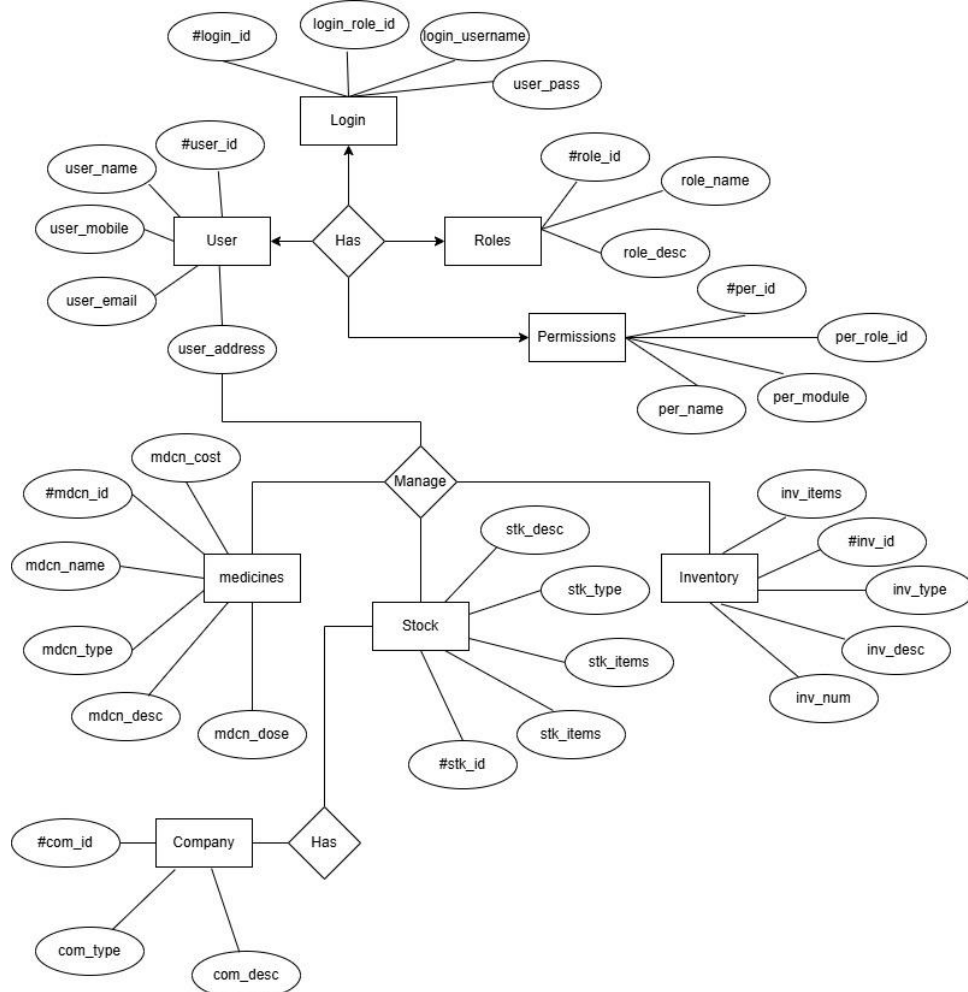 #login_id
login_role_id
login_username
user_pass
Login
#user_id
user_name
user_mobile
user_email
User
Has
user_address
Roles
#role_id
role_name
role_desc
Permissions
#per_id
per_role_id
per_module
per_name
Manage
mdcn_cost
#mdcn_id
mdcn_name
medicines
mdcn_type
mdcn_desc
mdcn_dose
Stock
stk_desc
stk_type
stk_items
stk_items
#stk_id
Inventory
inv_items
#inv_id
inv_type
inv_desc
inv_num
#com_id
Company
Has
com_type
com_desc